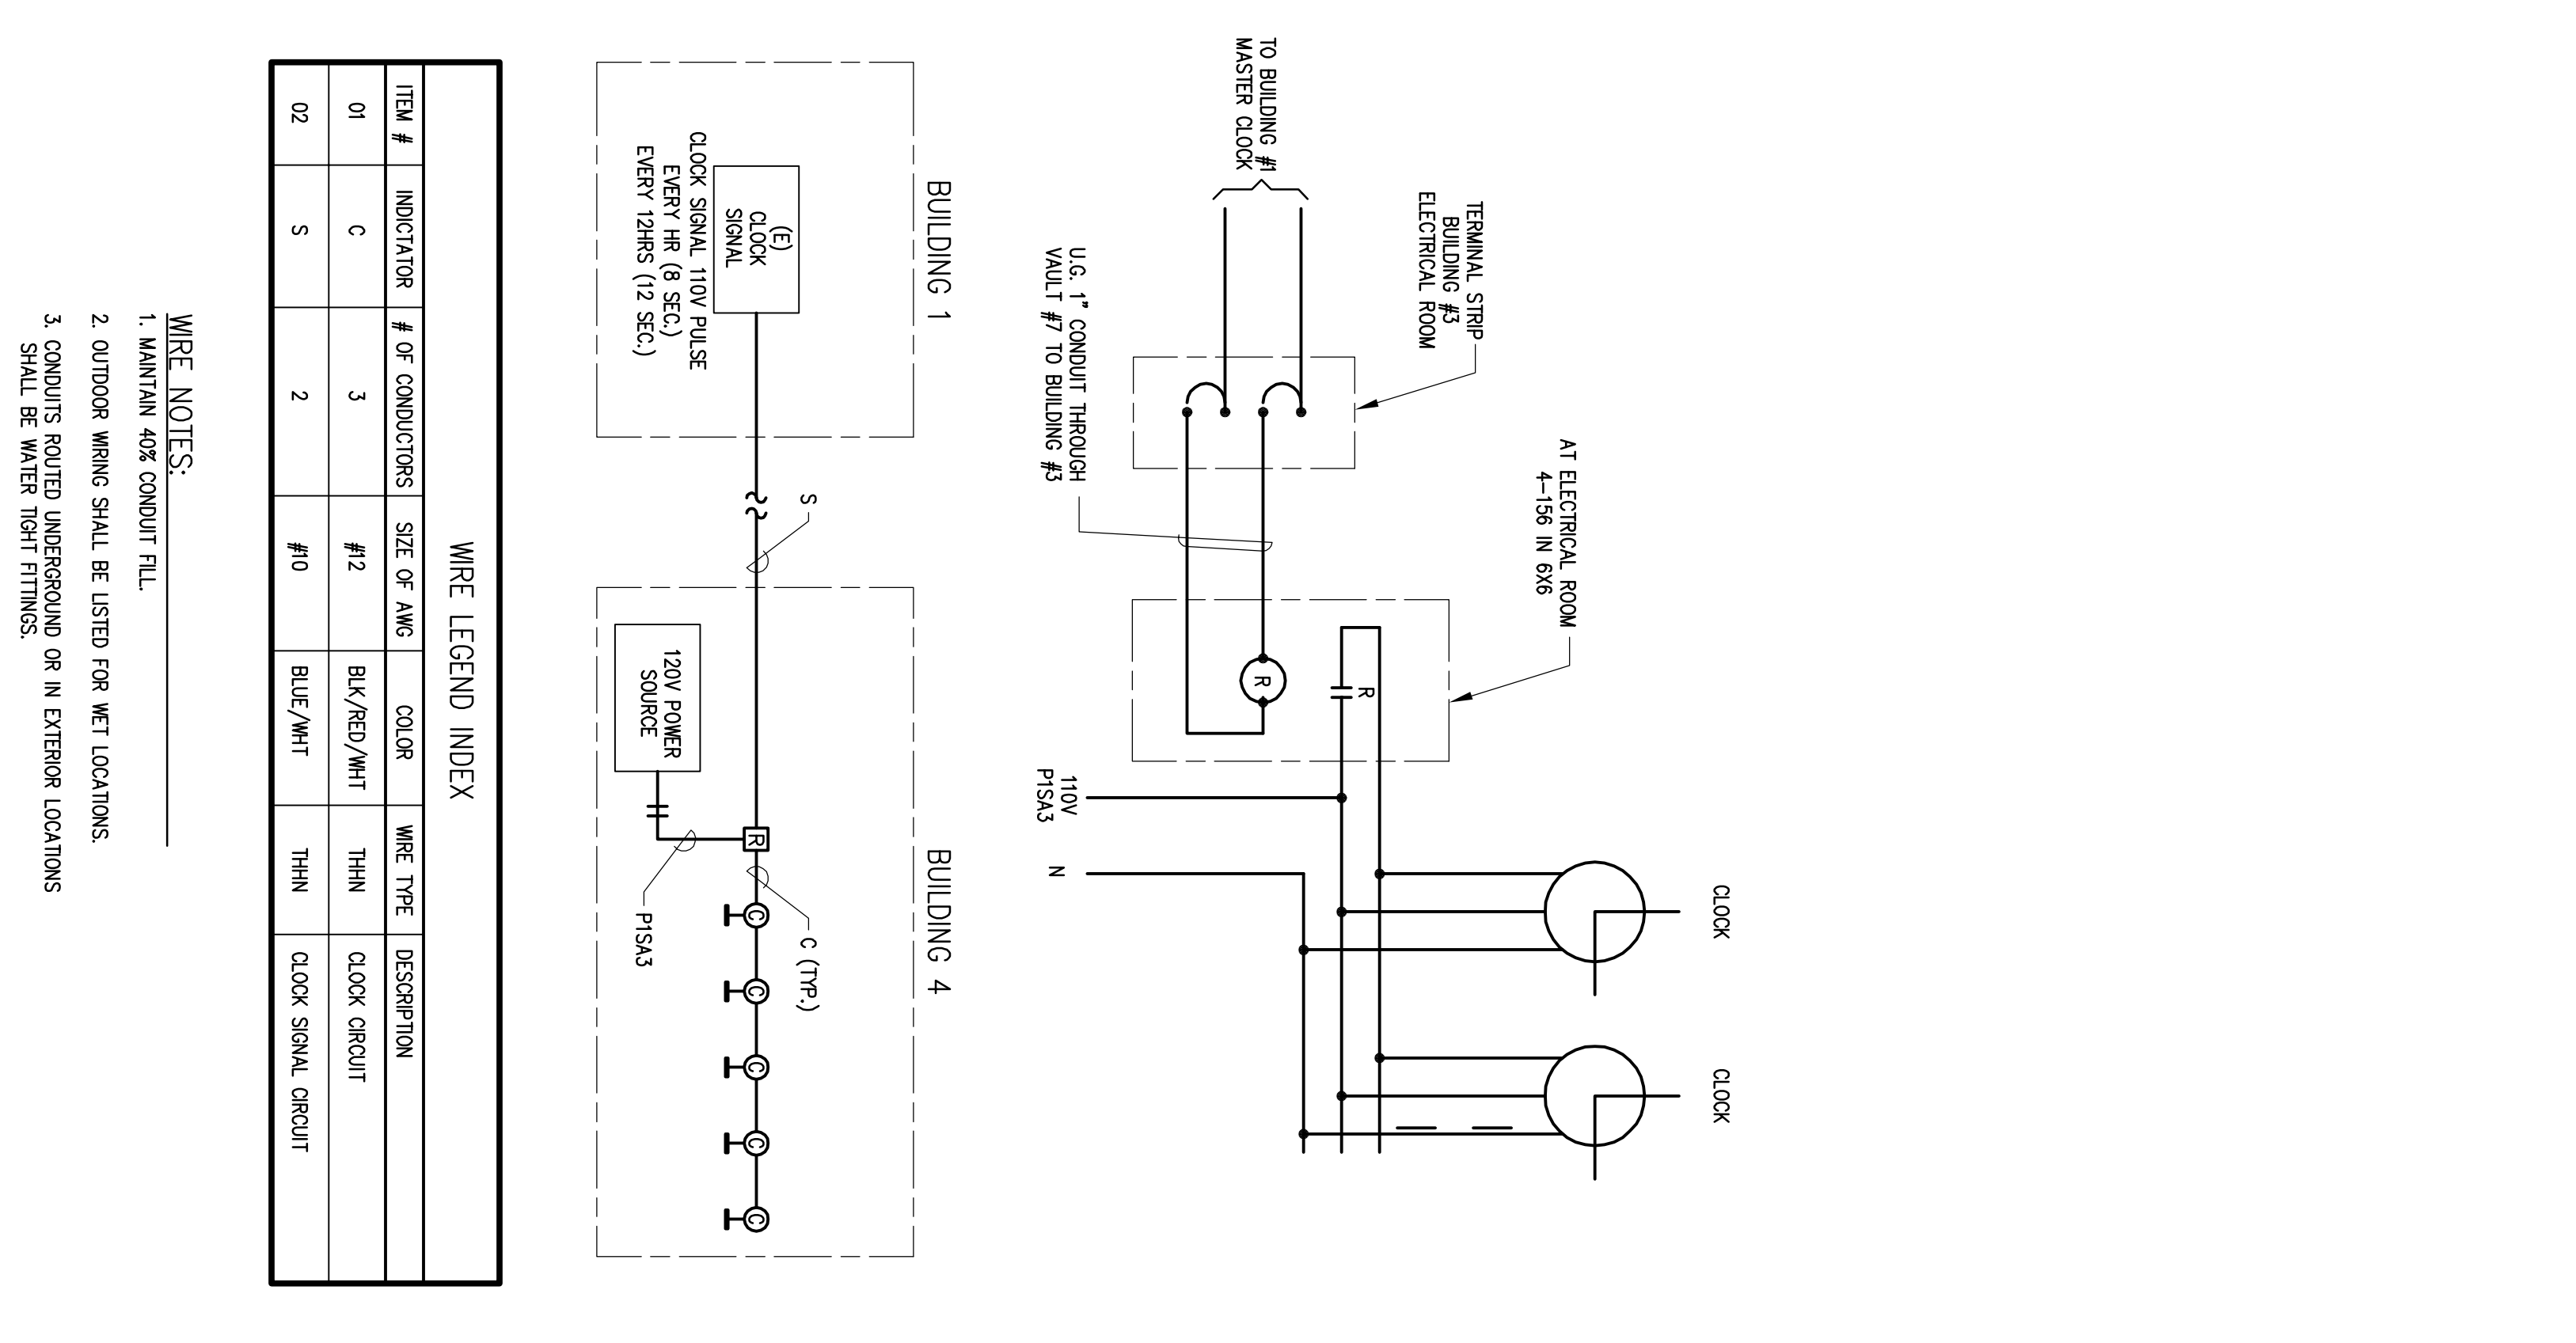 CLOCK
CLOCK
AT ELECTRICAL ROOM
4-156 IN 6X6
TERMINAL STRIP
BUILDING #3
ELECTRICAL ROOM
TO BUILDING #1
MASTER CLOCK
R
R
U.G. 1" CONDUIT THROUGH
VAULT #7 TO BUILDING #3
110V
P1SA3
N
BUILDING 1
(E)
CLOCK
SIGNAL
CLOCK SIGNAL 110V PULSE
EVERY HR (8 SEC.)
EVERY 12HRS (12 SEC.)
S
BUILDING 4
C (TYP.)
R
C
C
C
C
C
120V POWER
SOURCE
P1SA3
WIRE LEGEND INDEX
ITEM # INDICTATOR # OF CONDUCTORS SIZE OF AWG COLOR WIRE TYPE DESCRIPTION
01 C 3 #12 BLK/RED/WHT THHN CLOCK CIRCUIT
02 S 2 #10 BLUE/WHT THHN CLOCK SIGNAL CIRCUIT
WIRE NOTES:
1. MAINTAIN 40% CONDUIT FILL.
2. OUTDOOR WIRING SHALL BE LISTED FOR WET LOCATIONS.
3. CONDUITS ROUTED UNDERGROUND OR IN EXTERIOR LOCATIONS
SHALL BE WATER TIGHT FITTINGS.